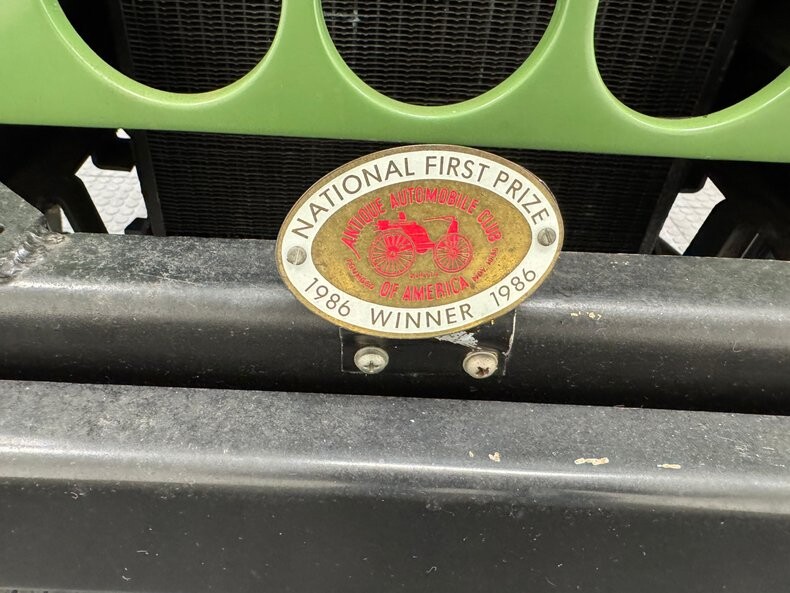 NATIONAL FIRST PRIZE
ANTIQUE AUTOMOBILE CLUB
OF AMERICA
1986 WINNER 1986